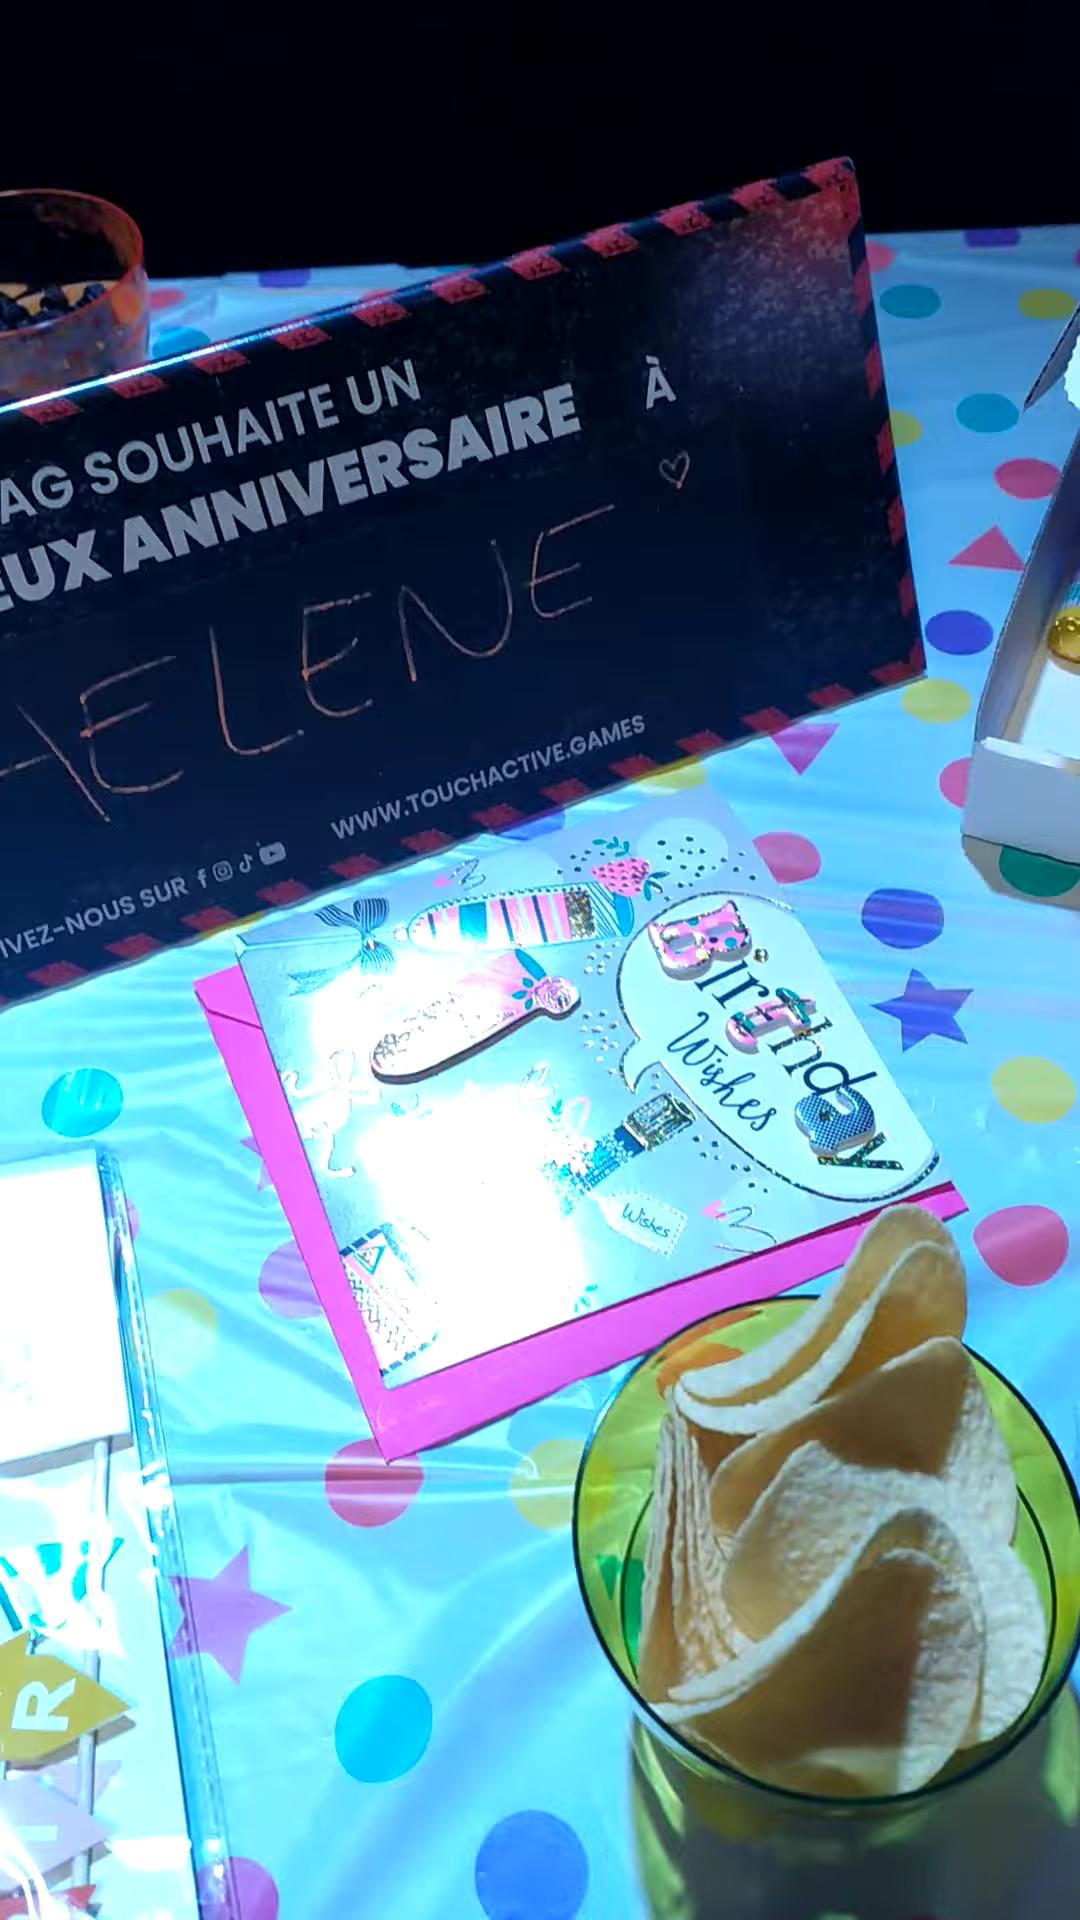 AG SOUHAITE UN
EUX ANNIVERSAIRE À
HELENE
IVEZ-NOUS SUR
WWW.TOUCHACTIVE.GAMES
Birthday
Wishes
Wishes
R